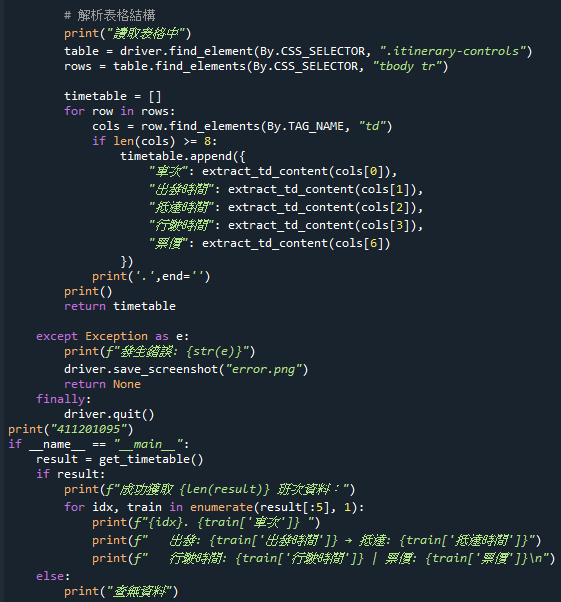 # 解析表格結構
print("讀取表格中")
table = driver.find_element(By.CSS_SELECTOR, ".itinerary-controls")
rows = table.find_elements(By.CSS_SELECTOR, "tbody tr")
timetable = []
for row in rows:
cols = row.find_elements(By.TAG_NAME, "td")
if len(cols) >= 8:
timetable.append({
"車次": extract_td_content(cols[0]),
"出發時間": extract_td_content(cols[1]),
"抵達時間": extract_td_content(cols[2]),
"行駛時間": extract_td_content(cols[3]),
"票價": extract_td_content(cols[6])
})
print('.',end='')
print()
return timetable
except Exception as e:
print(f"發生錯誤: {str(e)}")
driver.save_screenshot("error.png")
return None
finally:
driver.quit()
print("411201095")
if __name__ == "__main__":
result = get_timetable()
if result:
print(f"成功獲取 {len(result)} 班次資料：")
for idx, train in enumerate(result[:5], 1):
print(f"{idx}. {train['車次']} ")
print(f"   出發: {train['出發時間']} → 抵達: {train['抵達時間']}")
print(f"   行駛時間: {train['行駛時間']} | 票價: {train['票價']}\n")
else:
print("查無資料")